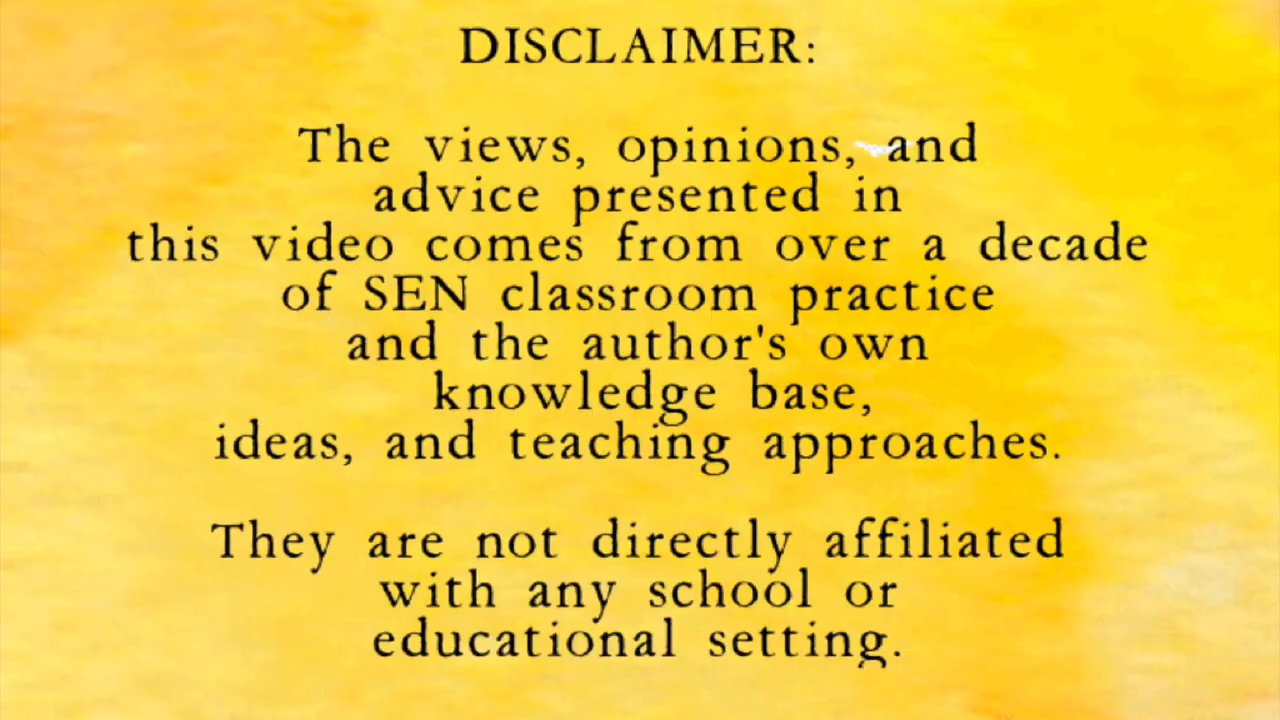 DISCLAIMER:
The views, opinions, and
advice presented in
this video comes from over a decade
of SEN classroom practice
and the author's own
knowledge base,
ideas, and teaching approaches.
They are not directly affiliated
with any school or
educational setting.